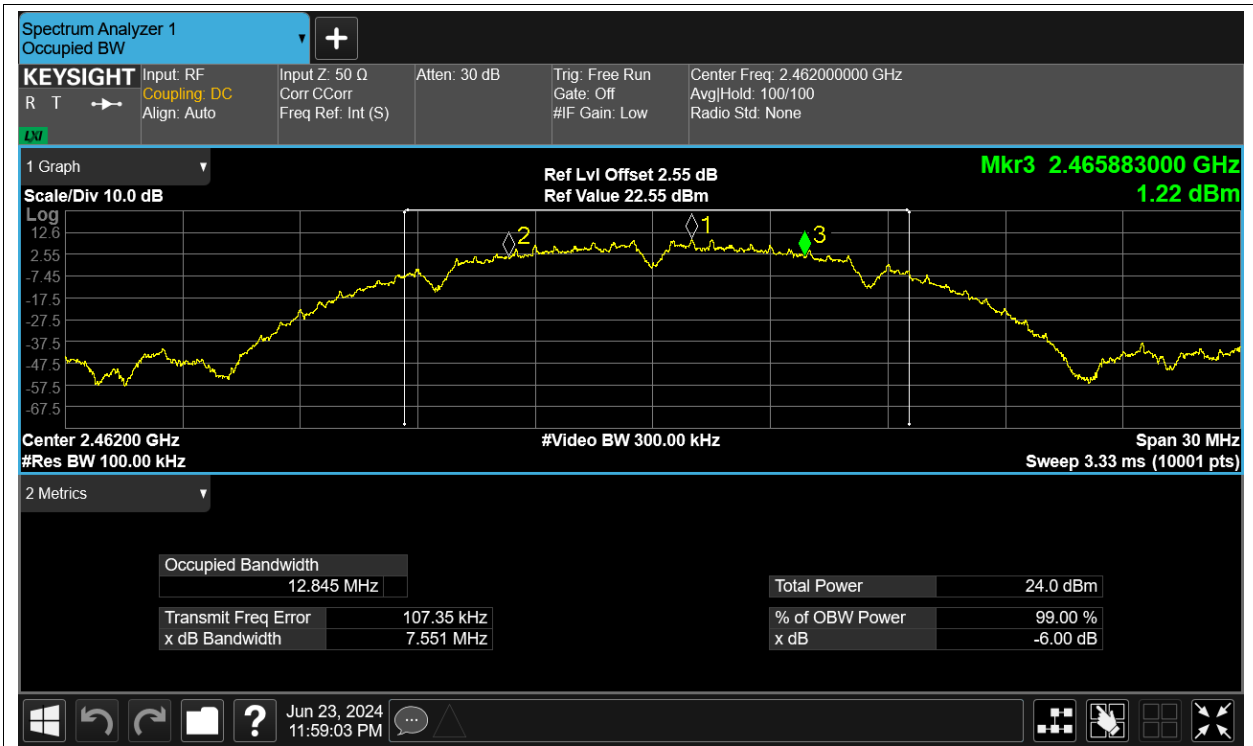 Spectrum Analyzer 1
Occupied BW
KEYSIGHT
R T
LXI
Input: RF
Coupling: DC
Align: Auto
Input Z: 50 Ω
Corr CCorr
Freq Ref: Int (S)
Atten: 30 dB
Trig: Free Run
Gate: Off
#IF Gain: Low
Center Freq: 2.462000000 GHz
Avg|Hold: 100/100
Radio Std: None
1 Graph
Scale/Div 10.0 dB
Ref Lvl Offset 2.55 dB
Ref Value 22.55 dBm
Mkr3 2.465883000 GHz
1.22 dBm
Log
12.6
2.55
-7.45
-17.5
-27.5
-37.5
-47.5
-57.5
-67.5
2
1
3
Center 2.46200 GHz
#Video BW 300.00 kHz
Span 30 MHz
#Res BW 100.00 kHz
Sweep 3.33 ms (10001 pts)
2 Metrics
Occupied Bandwidth
12.845 MHz
Transmit Freq Error 107.35 kHz
x dB Bandwidth 7.551 MHz
Total Power 24.0 dBm
% of OBW Power 99.00 %
x dB -6.00 dB
?
Jun 23, 2024
11:59:03 PM